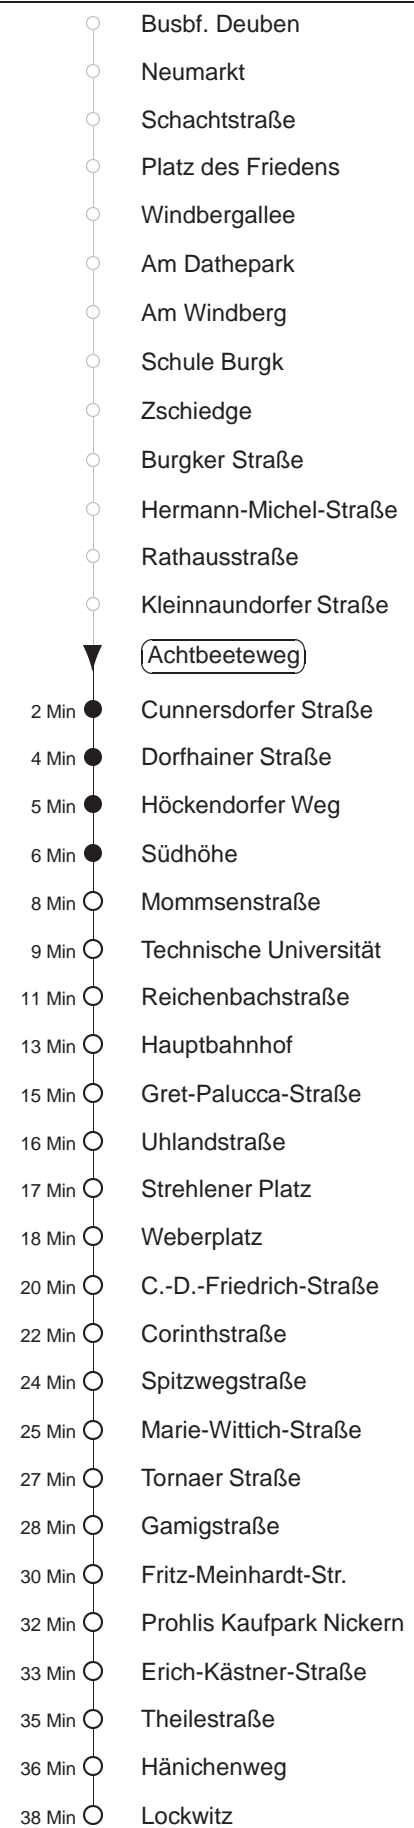 Busbf. Deuben
Neumarkt
Schachtstraße
Platz des Friedens
Windbergallee
Am Dathepark
Am Windberg
Schule Burgk
Zschiedge
Burgker Straße
Hermann-Michel-Straße
Rathausstraße
Kleinnaundorfer Straße
Achtbeeteweg
2 Min Cunnersdorfer Straße
4 Min Dorfhainer Straße
5 Min Höckendorfer Weg
6 Min Südhöhe
8 Min Mommsenstraße
9 Min Technische Universität
11 Min Reichenbachstraße
13 Min Hauptbahnhof
15 Min Gret-Palucca-Straße
16 Min Uhlandstraße
17 Min Strehlener Platz
18 Min Weberplatz
20 Min C.-D.-Friedrich-Straße
22 Min Corinthstraße
24 Min Spitzwegstraße
25 Min Marie-Wittich-Straße
27 Min Tornaer Straße
28 Min Gamigstraße
30 Min Fritz-Meinhardt-Str.
32 Min Prohlis Kaufpark Nickern
33 Min Erich-Kästner-Straße
35 Min Theilestraße
36 Min Hänichenweg
38 Min Lockwitz